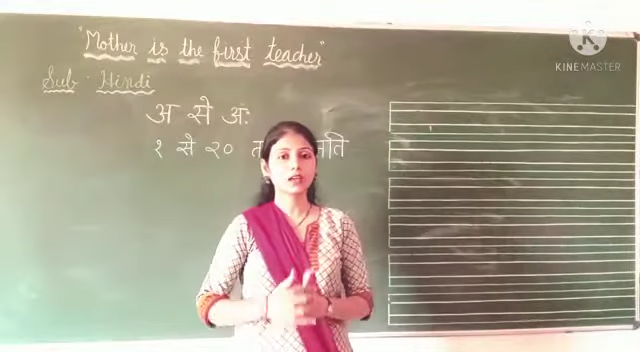 "Mother is the first teacher"
Sub - Hindi
अ से अः
१ से २०
KINEMASTER